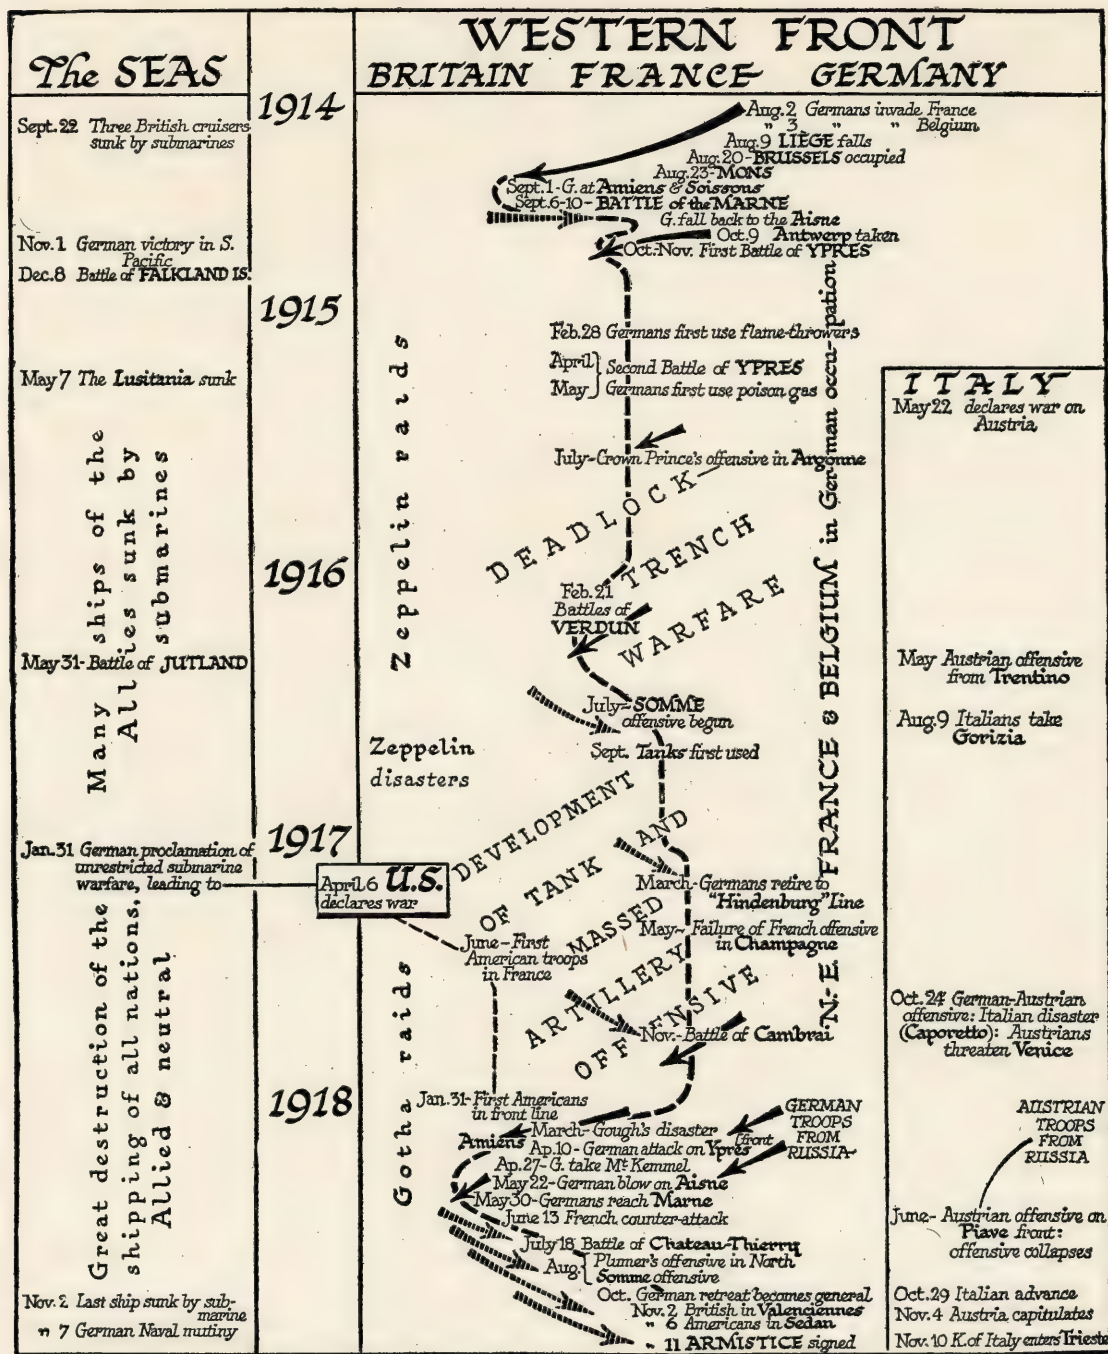 The SEAS
Sept. 22 Three British cruisers
sunk by submarines
Nov. 1 German victory in S.
Pacific
Dec. 8 Battle of FALKLAND IS.
May 7 The Lusitania sunk
Many ships of the
Allies sunk by
submarines
May 31- Battle of JUTLAND
Jan. 31 German proclamation of
unrestricted submarine
warfare, leading to
Great destruction of the
shipping of all nations,
Allied & neutral
Nov. 2 Last ship sunk by sub-
marine
" 7 German Naval mutiny
1914
1915
1916
1917
1918
April 6 U.S.
declares war
WESTERN FRONT
BRITAIN FRANCE GERMANY
Aug. 2 Germans invade France
" 3 " " Belgium
Aug. 9 LIÈGE falls
Aug. 20- BRUSSELS occupied
Aug. 23- MONS
Sept. 1- G. at Amiens & Soissons
Sept. 6-10- BATTLE of the MARNE
G. fall back to the Aisne
Oct. 9 Antwerp taken
Oct.-Nov. First Battle of YPRES
Feb. 28 Germans first use flame-throwers
April
May
Second Battle of YPRES
Germans first use poison gas
July- Crown Prince's offensive in Argonne
Zeppelin raids
DEADLOCK—
TRENCH
WARFARE
Feb. 21
Battles of
VERDUN
July- SOMME
offensive begun
Sept. Tanks first used
Zeppelin
disasters
N.-E. FRANCE & BELGIUM in German occu-pation
DEVELOPMENT
OF TANK AND
MASSED
ARTILLERY
OFFENSIVE
March- Germans retire to
"Hindenburg" Line
May- Failure of French offensive
in Champagne
June- First
American troops
in France
Nov.- Battle of Cambrai
Gotha raids
Jan. 31- First Americans
in front line
March- Gough's disaster
Amiens
Ap. 10- German attack on Ypres
[front
GERMAN
TROOPS
FROM
RUSSIA
Ap. 27- G. take Mt Kemmel
May 22- German blow on Aisne
May 30- Germans reach Marne
June 13 French counter-attack
July 18 Battle of Chateau-Thierry
Aug.
Plumer's offensive in North
Somme offensive
Oct. German retreat becomes general
Nov. 2 British in Valenciennes
" 6 Americans in Sedan
" 11 ARMISTICE signed
ITALY
May 22 declares war on
Austria
May Austrian offensive
from Trentino
Aug. 9 Italians take
Gorizia
Oct. 24 German-Austrian
offensive: Italian disaster
(Caporetto): Austrians
threaten Venice
AUSTRIAN
TROOPS
FROM
RUSSIA
June- Austrian offensive on
Piave front:
offensive collapses
Oct. 29 Italian advance
Nov. 4 Austria capitulates
Nov. 10 K. of Italy enters Trieste